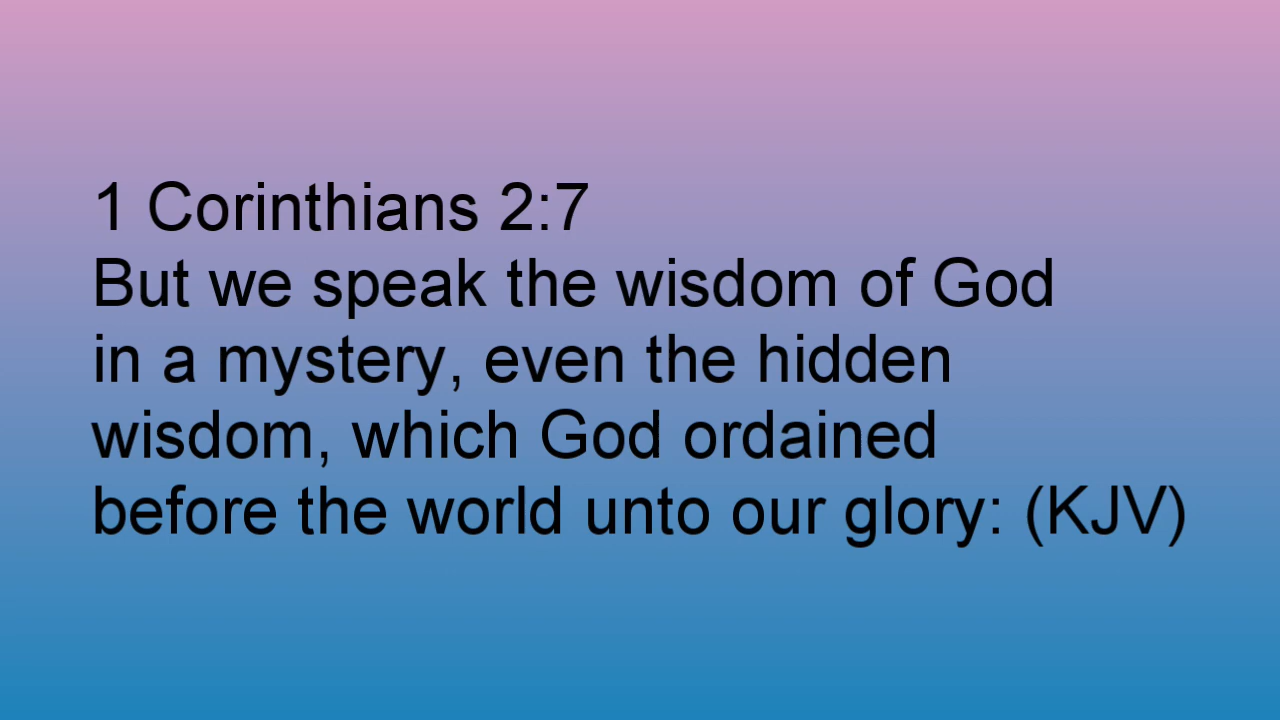 1 Corinthians 2:7
But we speak the wisdom of God
in a mystery, even the hidden
wisdom, which God ordained
before the world unto our glory: (KJV)